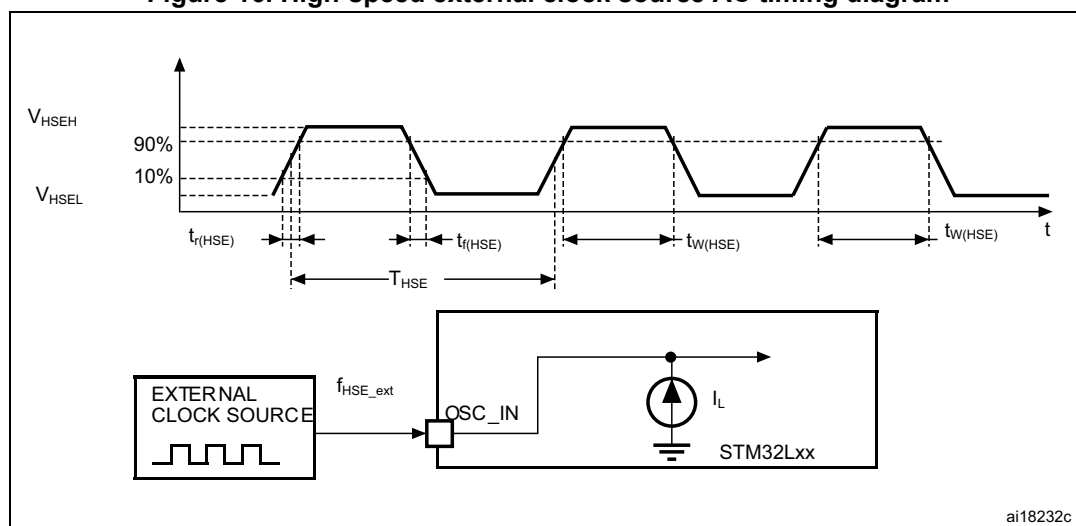 Figure 16. High-speed external clock source AC timing diagram
VHSEH
90%
10%
VHSEL
tr(HSE)
tf(HSE)
tW(HSE)
tW(HSE)
t
THSE
EXTERNAL
CLOCK SOURCE
fHSE_ext
OSC_IN
IL
STM32Lxx
ai18232c